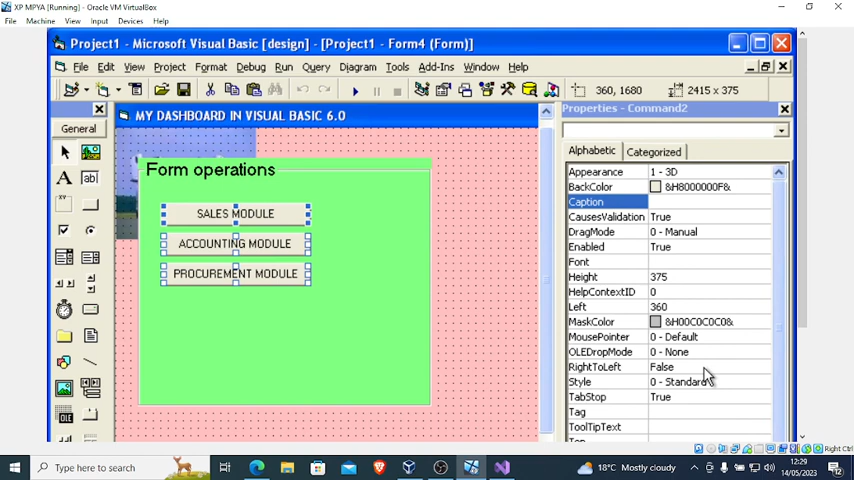 XP MPYA [Running] - Oracle VM VirtualBox
File Machine View Input Devices Help
Project1 - Microsoft Visual Basic [design] - [Project1 - Form4 (Form)]
File Edit View Project Format Debug Run Query Diagram Tools Add-Ins Window Help
360, 1680 2415 x 375
General
MY DASHBOARD IN VISUAL BASIC 6.0
Form operations
SALES MODULE
ACCOUNTING MODULE
PROCUREMENT MODULE
Properties - Command2
Alphabetic Categorized
Appearance 1 - 3D
BackColor &H8000000F&
Caption
CausesValidation True
DragMode 0 - Manual
Enabled True
Font
Height 375
HelpContextID 0
Left 360
MaskColor &H00C0C0C0&
MousePointer 0 - Default
OLEDropMode 0 - None
RightToLeft False
Style 0 - Standard
TabStop True
Tag
ToolTipText
Right Ctrl
Type here to search
18°C Mostly cloudy
12:29
14/05/2023